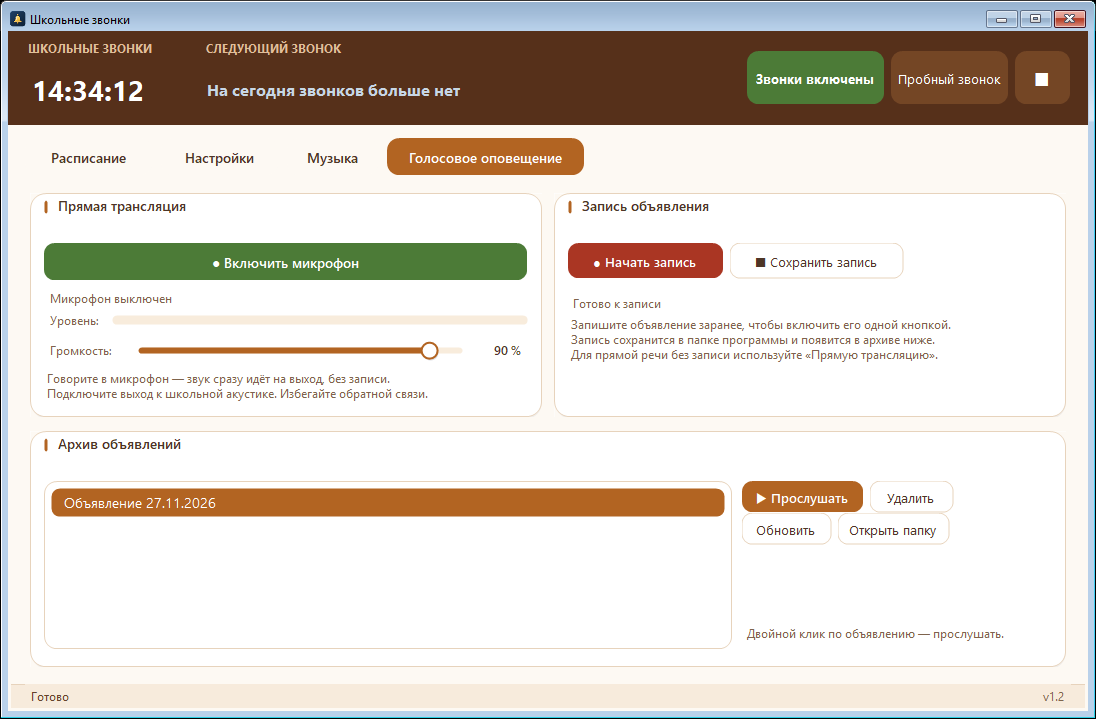 Школьные звонки
ШКОЛЬНЫЕ ЗВОНКИ
14:34:12
СЛЕДУЮЩИЙ ЗВОНОК
На сегодня звонков больше нет
Звонки включены
Пробный звонок
Расписание
Настройки
Музыка
Голосовое оповещение
Прямая трансляция
● Включить микрофон
Микрофон выключен
Уровень:
Громкость:
90 %
Говорите в микрофон — звук сразу идёт на выход, без записи.
Подключите выход к школьной акустике. Избегайте обратной связи.
Запись объявления
● Начать запись
■ Сохранить запись
Готово к записи
Запишите объявление заранее, чтобы включить его одной кнопкой.
Запись сохранится в папке программы и появится в архиве ниже.
Для прямой речи без записи используйте «Прямую трансляцию».
Архив объявлений
Объявление 27.11.2026
▶ Прослушать
Удалить
Обновить
Открыть папку
Двойной клик по объявлению — прослушать.
Готово
v1.2